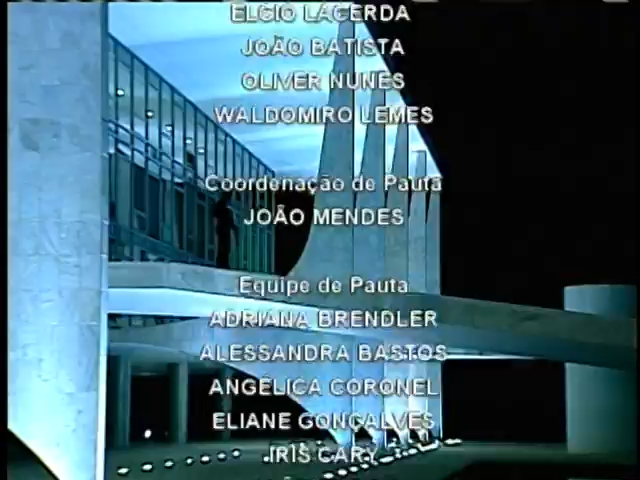 ELCIO LACERDA
JOÃO BATISTA
OLIVER NUNES
WALDOMIRO LEMES
Coordenação de Pauta
JOÃO MENDES
Equipe de Pauta
ADRIANA BRENDLER
ALESSANDRA BASTOS
ANGÉLICA CORONEL
ELIANE GONÇALVES
IRIS CARY